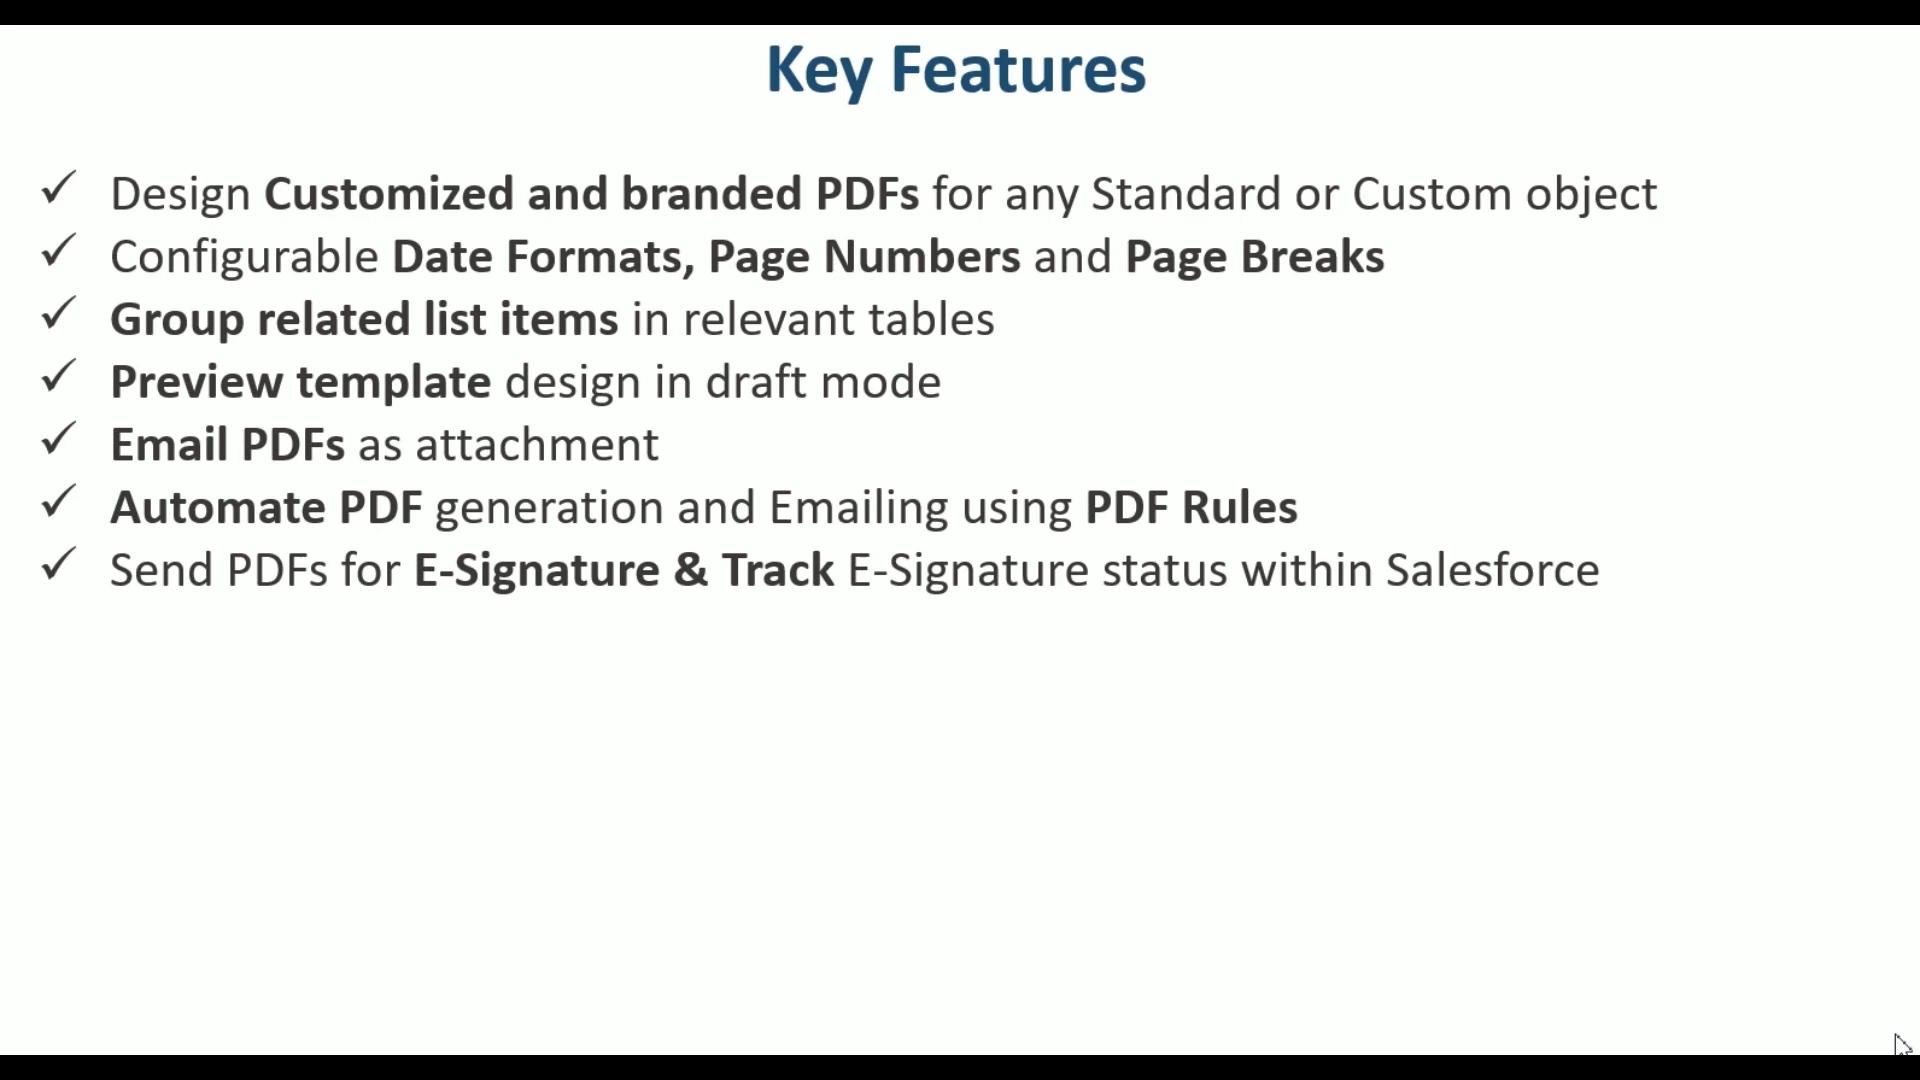 Key Features
✓ Design Customized and branded PDFs for any Standard or Custom object
✓ Configurable Date Formats, Page Numbers and Page Breaks
✓ Group related list items in relevant tables
✓ Preview template design in draft mode
✓ Email PDFs as attachment
✓ Automate PDF generation and Emailing using PDF Rules
✓ Send PDFs for E-Signature & Track E-Signature status within Salesforce